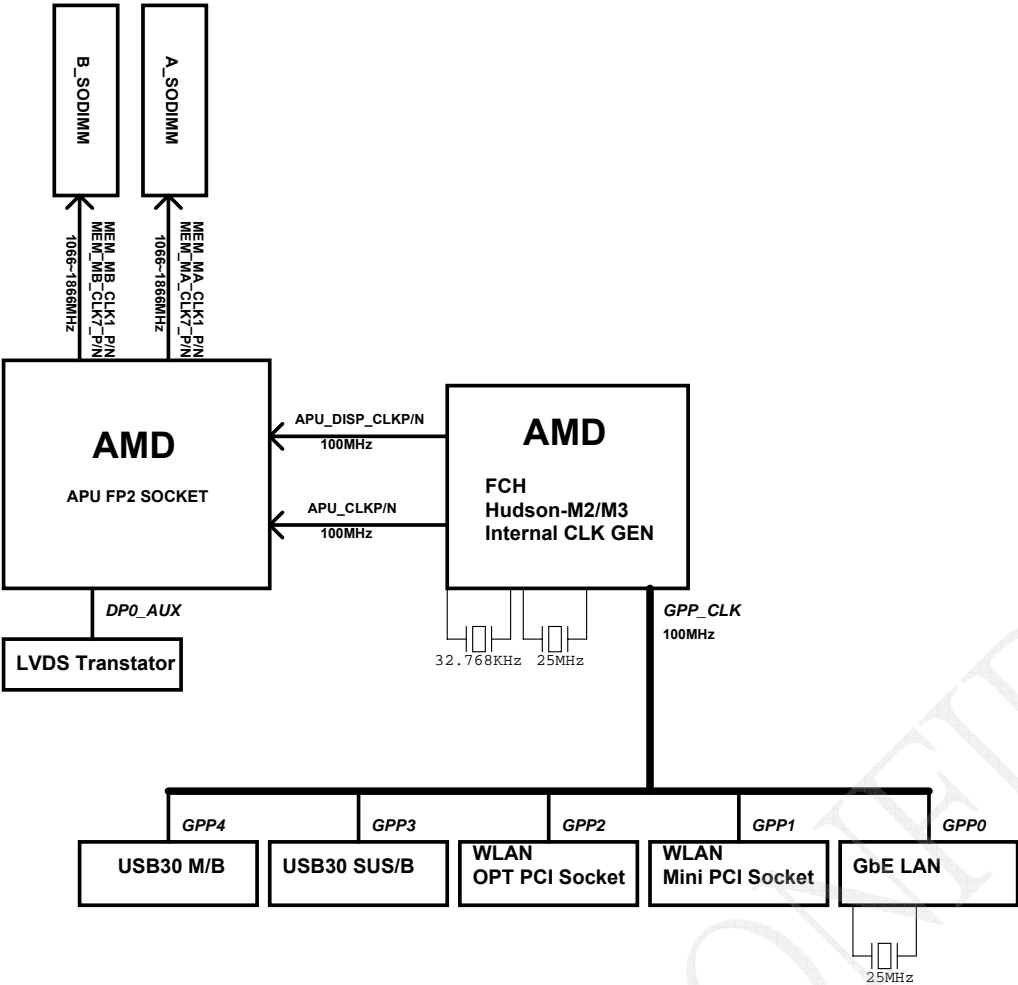 B_SODIMM
A_SODIMM
MEM_MB_CLK1_P/N
MEM_MB_CLK7_P/N
1066~1866MHz
MEM_MA_CLK1_P/N
MEM_MA_CLK7_P/N
1066~1866MHz
AMD
APU FP2 SOCKET
APU_DISP_CLKP/N
100MHz
APU_CLKP/N
100MHz
AMD
FCH
Hudson-M2/M3
Internal CLK GEN
DP0_AUX
LVDS Transtator
32.768KHz
25MHz
GPP_CLK
100MHz
GPP4
GPP3
GPP2
GPP1
GPP0
USB30 M/B
USB30 SUS/B
WLAN
OPT PCI Socket
WLAN
Mini PCI Socket
GbE LAN
25MHz